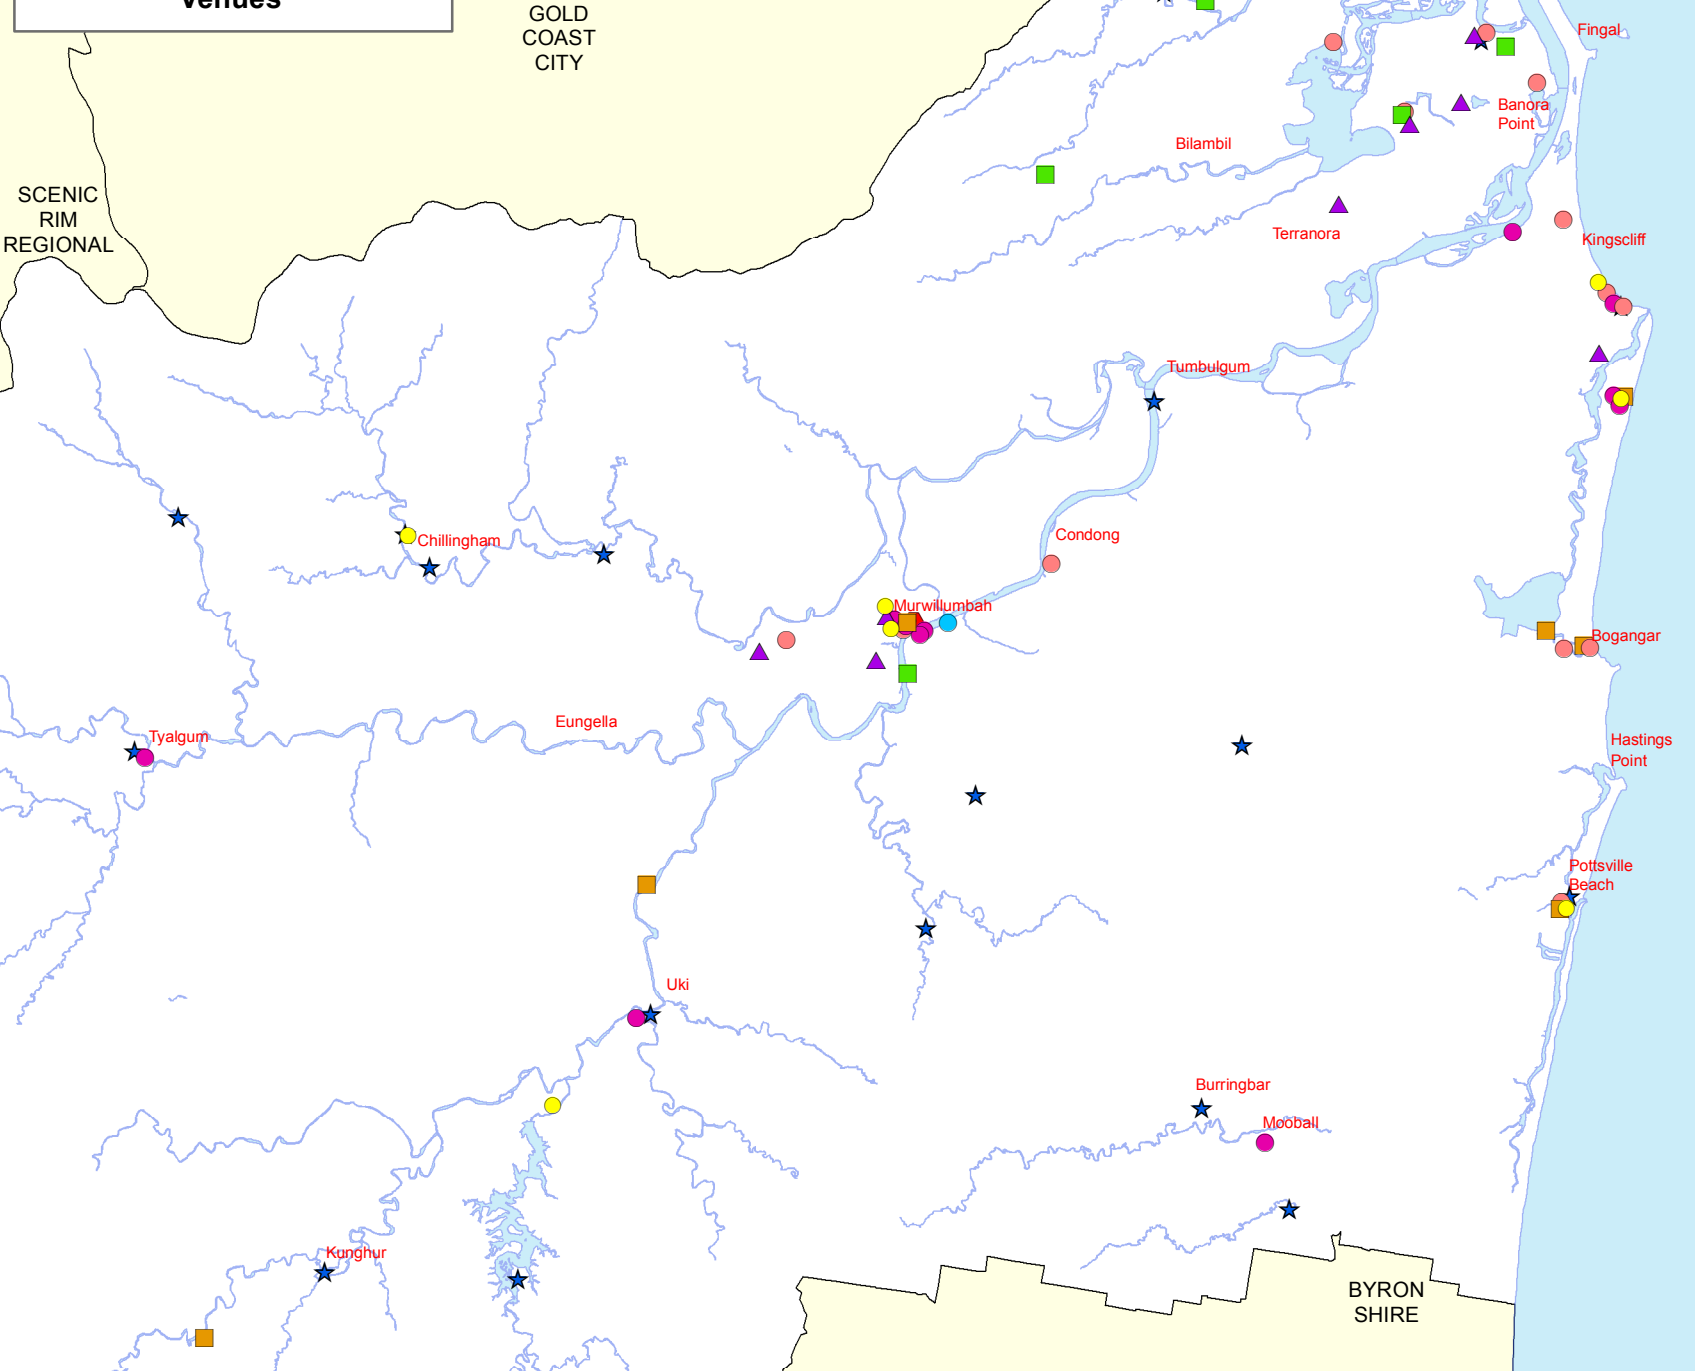 Venues
GOLD
COAST
CITY
Fingal
Banora
Point
Bilambil
SCENIC
RIM
REGIONAL
Terranora
Kingscliff
Tumbulgum
Chillingham
Condong
Murwillumbah
Bogangar
Eungella
Tyalgum
Hastings
Point
Pottsville
Beach
Uki
Burringbar
Mooball
Kunghur
BYRON
SHIRE